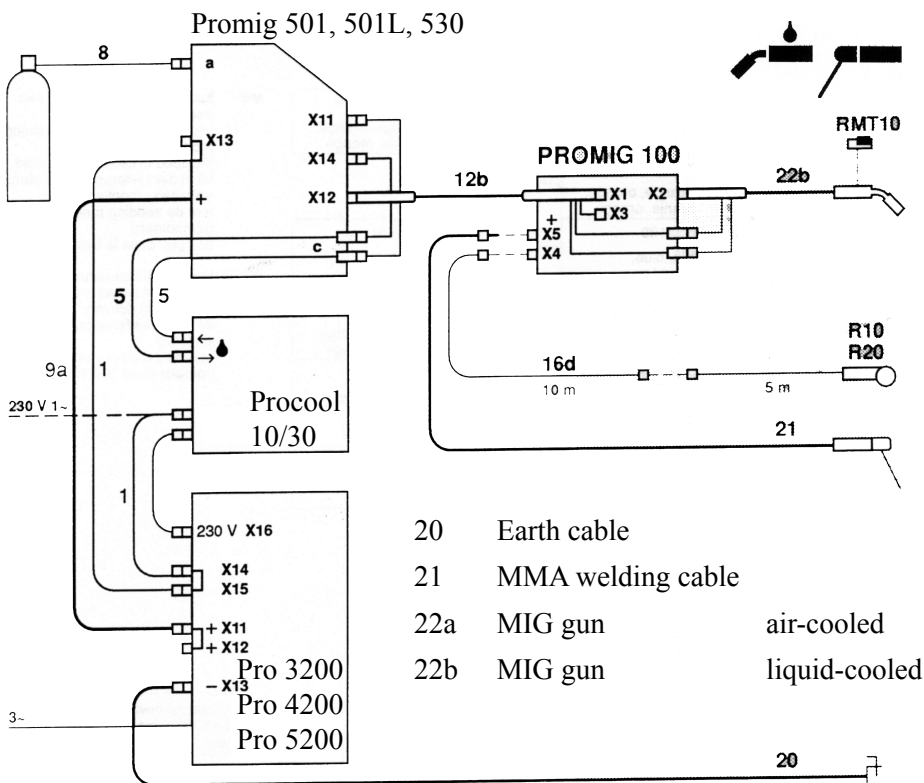 Promig 501, 501L, 530
8
a
X13
+
X11
X14
X12
c
RMT10
PROMIG 100
12b
X1
X2
X3
+
X5
X4
22b
5
5
9a
1
230 V 1~
← 
→
Procool
10/30
16d
10 m
5 m
R10
R20
21
1
230 V X16
X14
X15
+ X11
+ X12
− X13
Pro 3200
Pro 4200
Pro 5200
3~
20 Earth cable
21 MMA welding cable
22a MIG gun air-cooled
22b MIG gun liquid-cooled
20